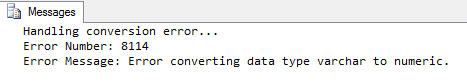 Messages
Handling conversion error...
Error Number: 8114
Error Message: Error converting data type varchar to numeric.